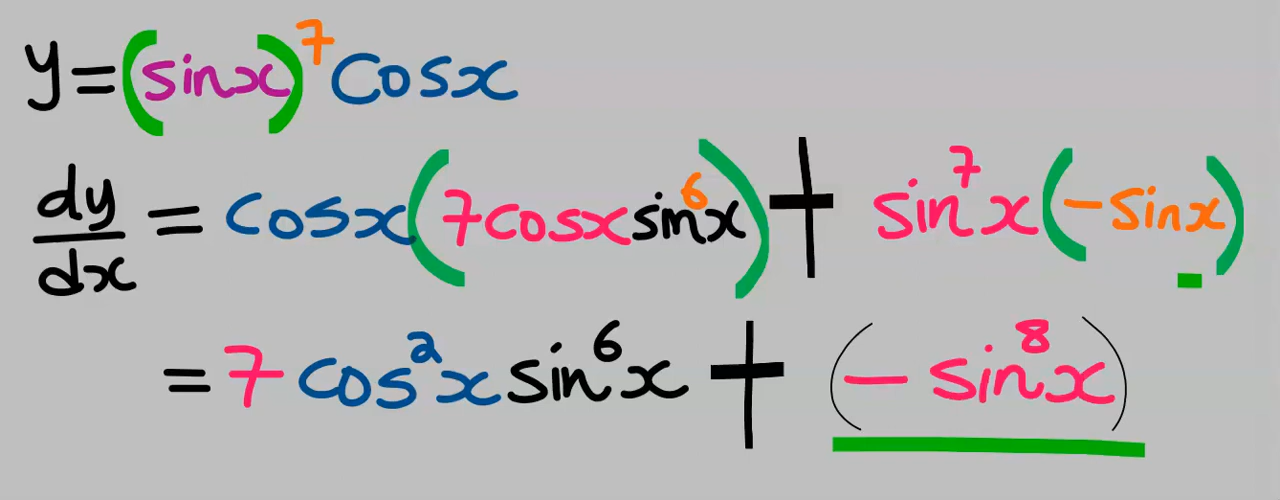 y=(sinx)⁷cosx
dy/dx = cosx(7cosxsin⁶x) + sin⁷x(-sinx)
= 7cos²xsin⁶x + (-sin⁸x)